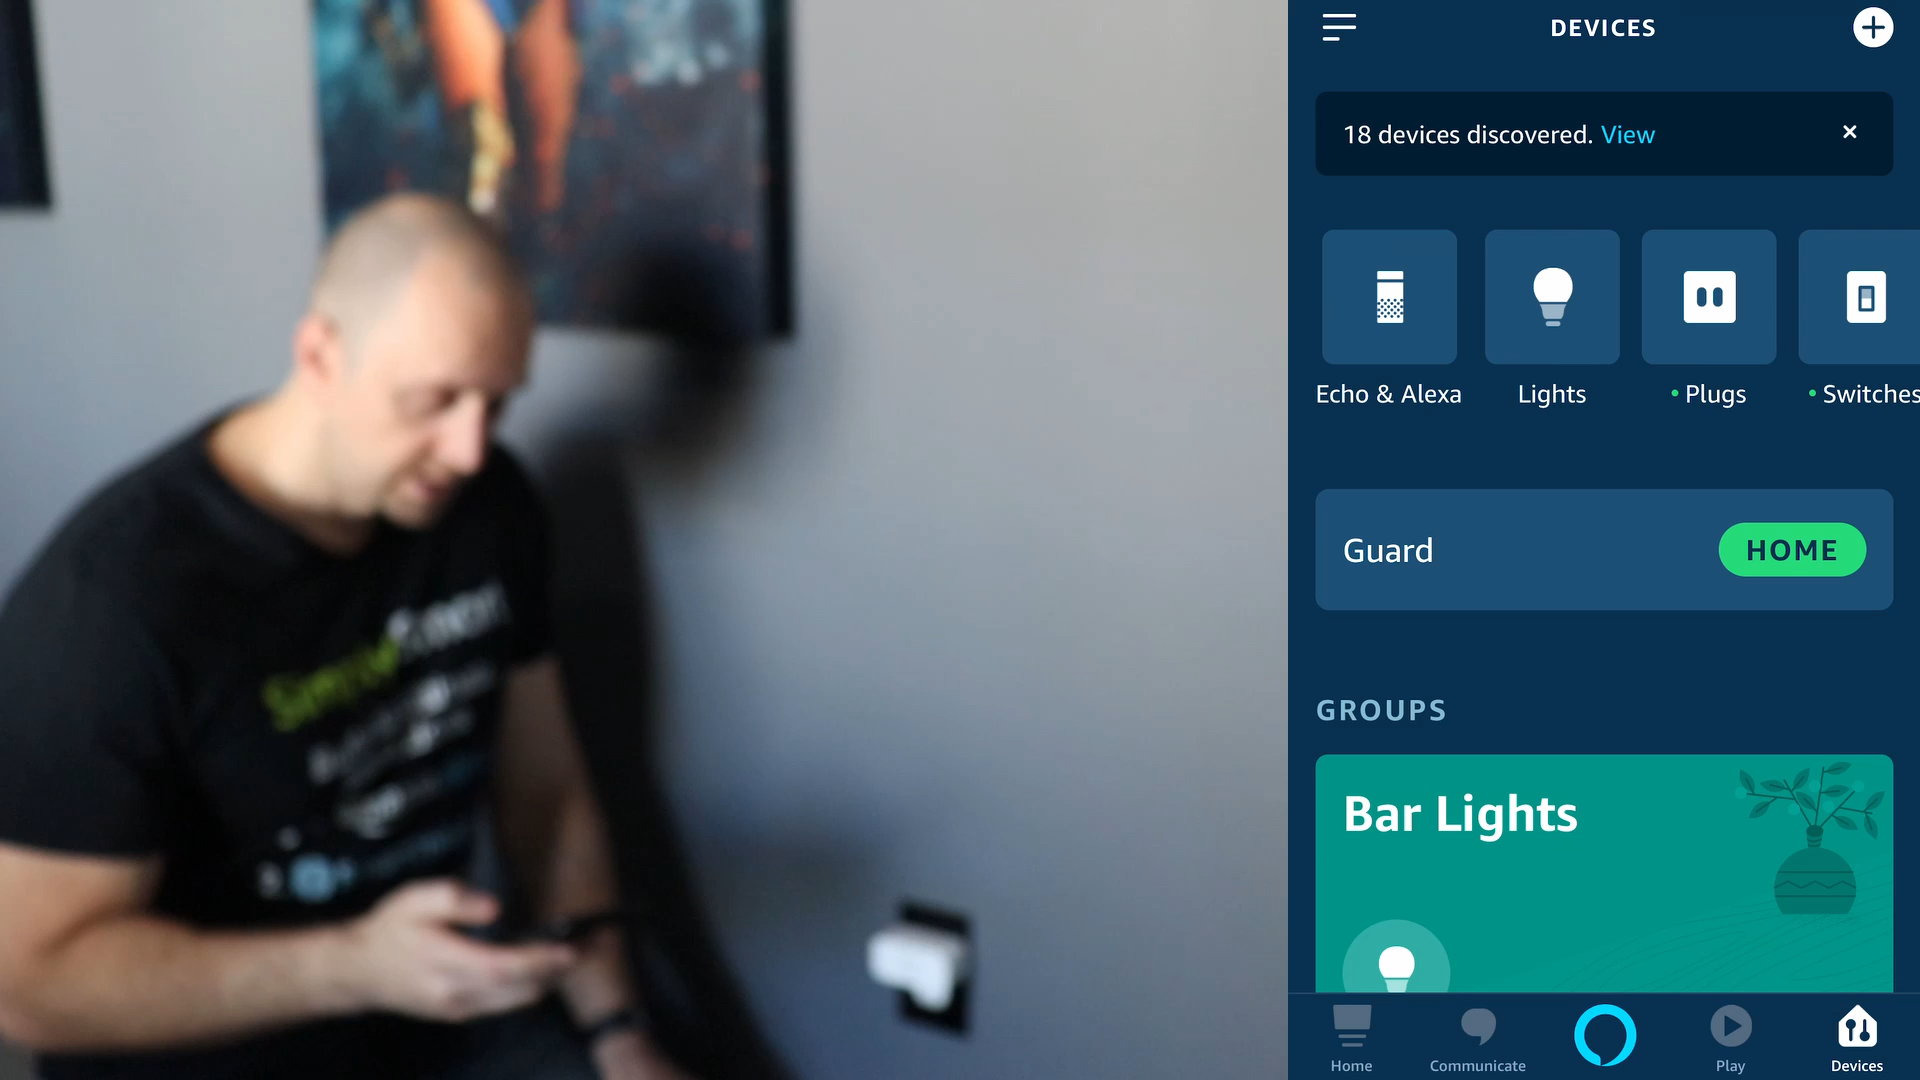 DEVICES
18 devices discovered. View
Echo & Alexa
Lights
Plugs
Switches
Guard
HOME
GROUPS
Bar Lights
Home
Communicate
Play
Devices